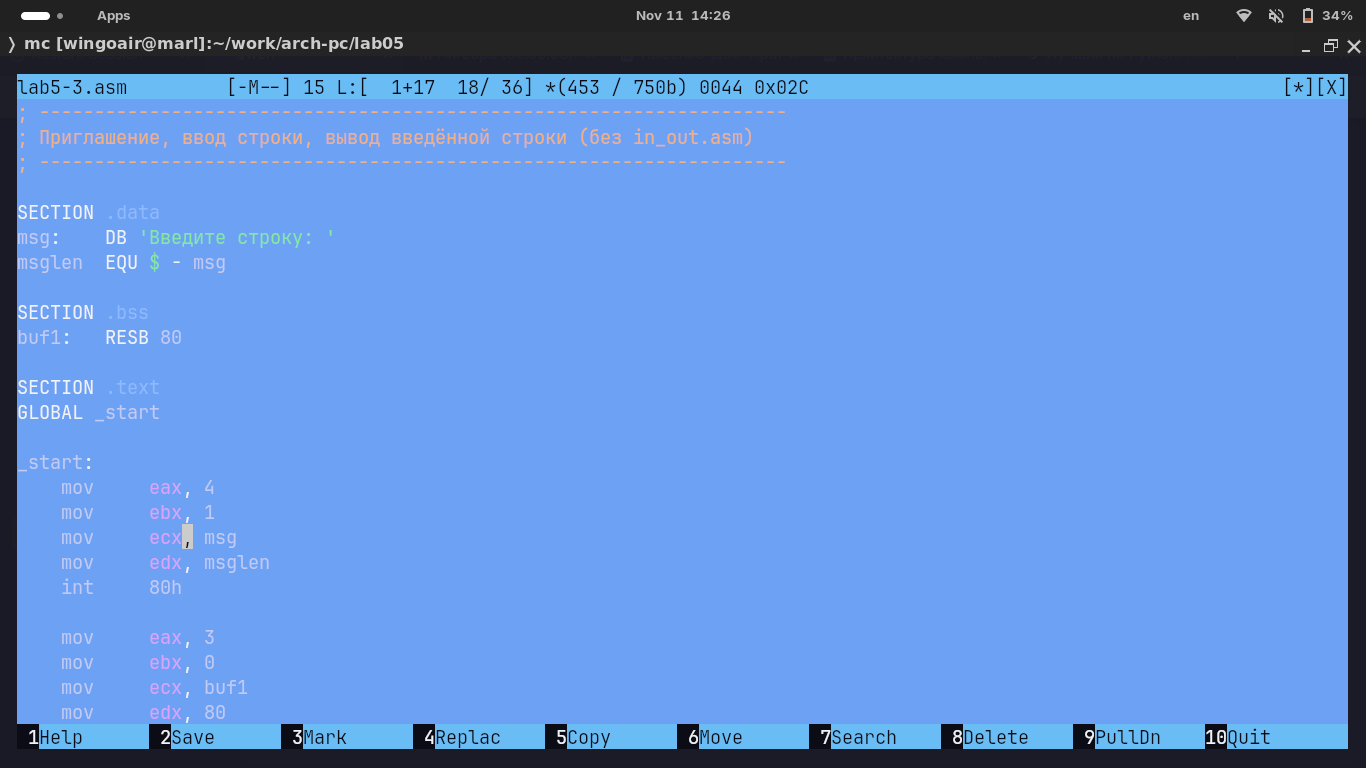 Apps Nov 11 14:26 en 34%
❭ mc [wingoair@marl]:~/work/arch-pc/lab05
lab5-3.asm [-M--] 15 L:[ 1+17 18/ 36] *(453 / 750b) 0044 0x02C [*][X]
; --------------------------------------------------------------------
; Приглашение, ввод строки, вывод введённой строки (без in_out.asm)
; --------------------------------------------------------------------
SECTION .data
msg: DB 'Введите строку: '
msglen EQU $ - msg
SECTION .bss
buf1: RESB 80
SECTION .text
GLOBAL _start
_start:
mov eax, 4
mov ebx, 1
mov ecx, msg
mov edx, msglen
int 80h
mov eax, 3
mov ebx, 0
mov ecx, buf1
mov edx, 80
1Help 2Save 3Mark 4Replac 5Copy 6Move 7Search 8Delete 9PullDn 10Quit